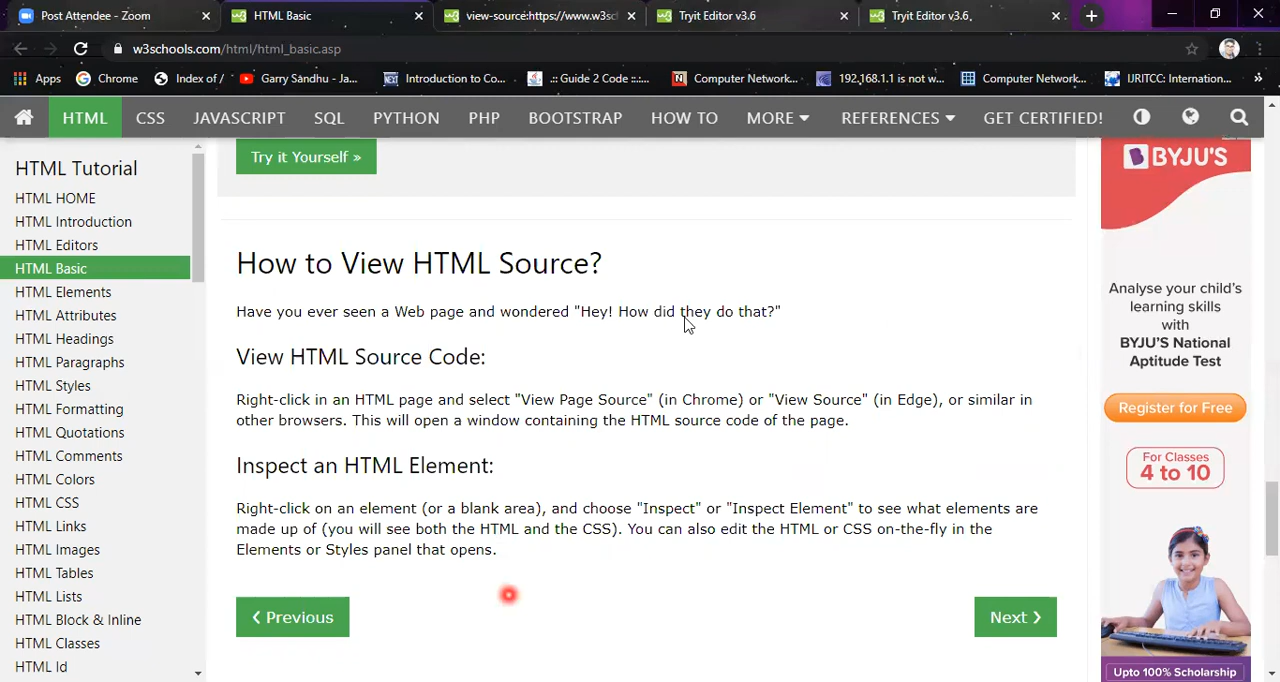 Post Attendee - Zoom
HTML Basic
view-source:https://www.w3sc
Tryit Editor v3.6
Tryit Editor v3.6
w3schools.com/html/html_basic.asp
Apps
Chrome
Index of /
Garry Sandhu - Ja...
Introduction to Co...
.:: Guide 2 Code ::....
Computer Network...
192.168.1.1 is not w...
Computer Network...
IJRITCC: Internation...
HTML
CSS
JAVASCRIPT
SQL
PYTHON
PHP
BOOTSTRAP
HOW TO
MORE
REFERENCES
GET CERTIFIED!
HTML Tutorial
HTML HOME
HTML Introduction
HTML Editors
HTML Basic
HTML Elements
HTML Attributes
HTML Headings
HTML Paragraphs
HTML Styles
HTML Formatting
HTML Quotations
HTML Comments
HTML Colors
HTML CSS
HTML Links
HTML Images
HTML Tables
HTML Lists
HTML Block & Inline
HTML Classes
HTML Id
Try it Yourself »
How to View HTML Source?
Have you ever seen a Web page and wondered "Hey! How did they do that?"
View HTML Source Code:
Right-click in an HTML page and select "View Page Source" (in Chrome) or "View Source" (in Edge), or similar in
other browsers. This will open a window containing the HTML source code of the page.
Inspect an HTML Element:
Right-click on an element (or a blank area), and choose "Inspect" or "Inspect Element" to see what elements are
made up of (you will see both the HTML and the CSS). You can also edit the HTML or CSS on-the-fly in the
Elements or Styles panel that opens.
❮ Previous
Next ❯
BYJU'S
Analyse your child's
learning skills
with
BYJU'S National
Aptitude Test
Register for Free
For Classes
4 to 10
Upto 100% Scholarship